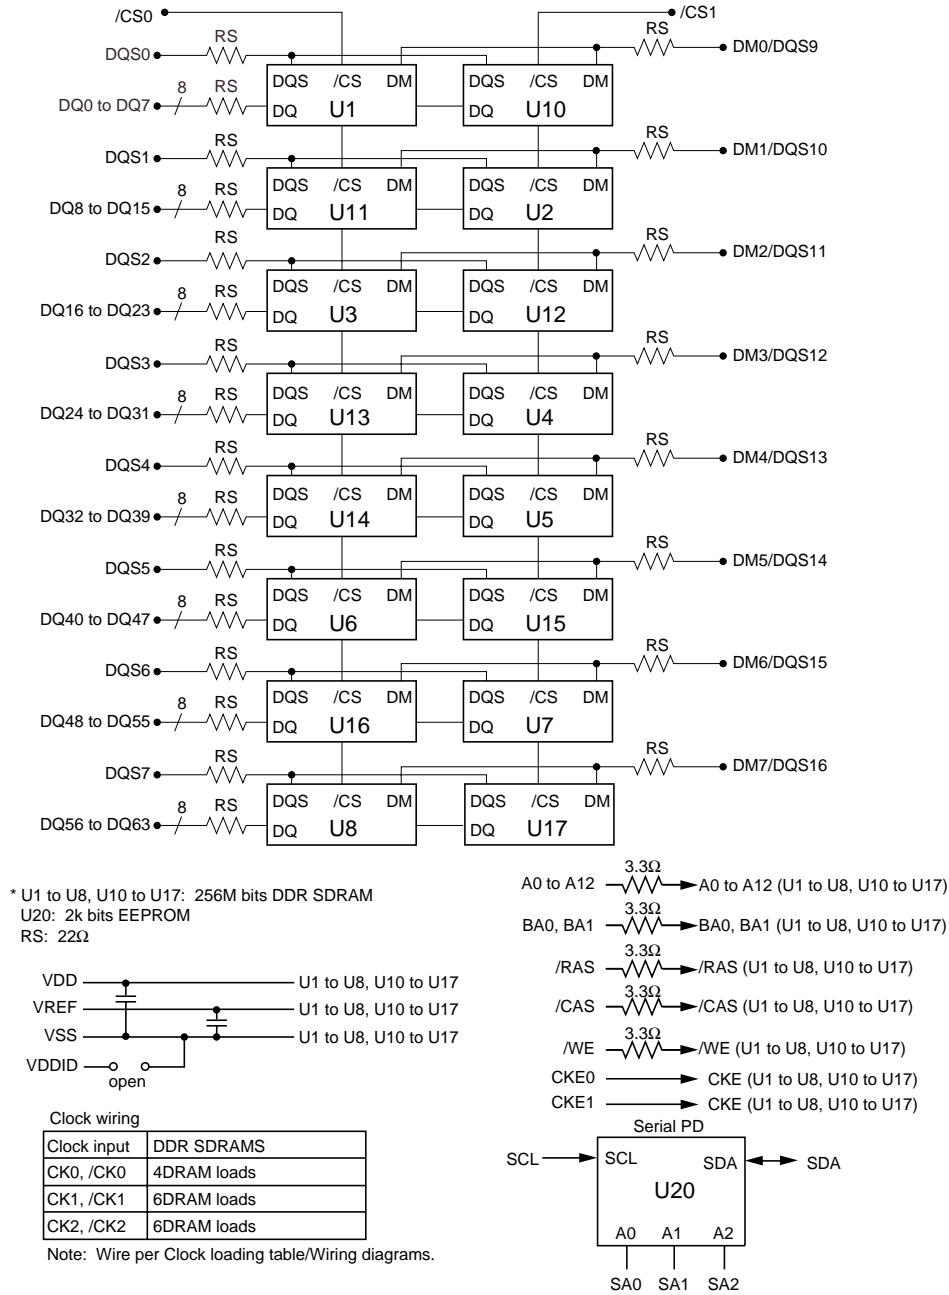 /CS0 /CS1
RS RS
DQS0 DM0/DQS9
DQS /CS DM DQS /CS DM
8 RS
DQ0 to DQ7 DQ U1 DQ U10
RS RS
DQS1 DM1/DQS10
DQS /CS DM DQS /CS DM
8 RS
DQ8 to DQ15 DQ U11 DQ U2
RS RS
DQS2 DM2/DQS11
DQS /CS DM DQS /CS DM
8 RS
DQ16 to DQ23 DQ U3 DQ U12
RS RS
DQS3 DM3/DQS12
DQS /CS DM DQS /CS DM
8 RS
DQ24 to DQ31 DQ U13 DQ U4
RS RS
DQS4 DM4/DQS13
DQS /CS DM DQS /CS DM
8 RS
DQ32 to DQ39 DQ U14 DQ U5
RS RS
DQS5 DM5/DQS14
DQS /CS DM DQS /CS DM
8 RS
DQ40 to DQ47 DQ U6 DQ U15
RS RS
DQS6 DM6/DQS15
DQS /CS DM DQS /CS DM
8 RS
DQ48 to DQ55 DQ U16 DQ U7
RS RS
DQS7 DM7/DQS16
DQS /CS DM DQS /CS DM
8 RS
DQ56 to DQ63 DQ U8 DQ U17
* U1 to U8, U10 to U17: 256M bits DDR SDRAM
U20: 2k bits EEPROM
RS: 22Ω
VDD U1 to U8, U10 to U17
VREF U1 to U8, U10 to U17
VSS U1 to U8, U10 to U17
VDDID
open
Clock wiring
Clock input DDR SDRAMS
CK0, /CK0 4DRAM loads
CK1, /CK1 6DRAM loads
CK2, /CK2 6DRAM loads
Note: Wire per Clock loading table/Wiring diagrams.
3.3Ω
A0 to A12 A0 to A12 (U1 to U8, U10 to U17)
3.3Ω
BA0, BA1 BA0, BA1 (U1 to U8, U10 to U17)
3.3Ω
/RAS /RAS (U1 to U8, U10 to U17)
3.3Ω
/CAS /CAS (U1 to U8, U10 to U17)
3.3Ω
/WE /WE (U1 to U8, U10 to U17)
CKE0 CKE (U1 to U8, U10 to U17)
CKE1 CKE (U1 to U8, U10 to U17)
Serial PD
SCL SCL SDA SDA
U20
A0 A1 A2
SA0 SA1 SA2